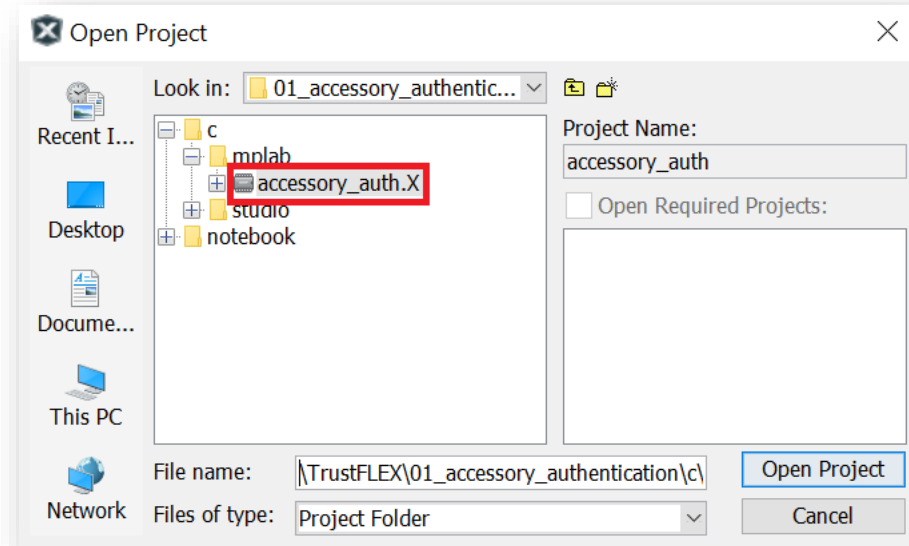 Open Project
Look in: 01_accessory_authentic...
Recent I...
Desktop
Docume...
This PC
Network
c
mplab
accessory_auth.X
studio
notebook
Project Name:
accessory_auth
Open Required Projects:
File name: \TrustFLEX\01_accessory_authentication\c\
Open Project
Files of type: Project Folder
Cancel